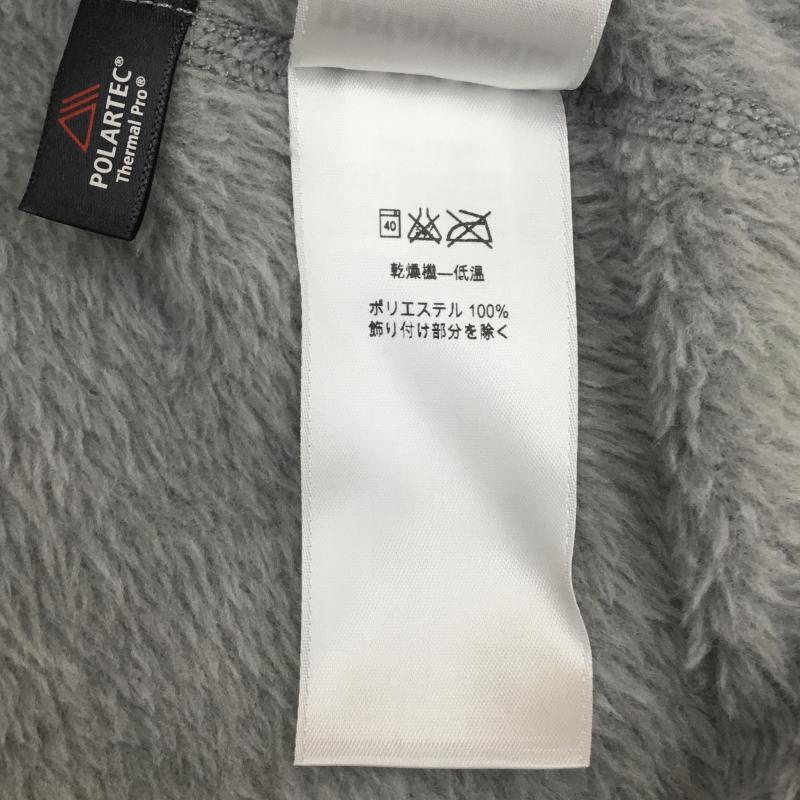 POLARTEC®
Thermal Pro®
40
乾燥機—低温
ポリエステル 100%
飾り付け部分を除く